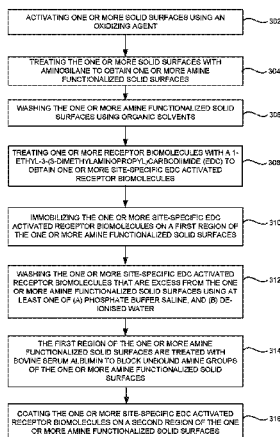 ACTIVATING ONE OR MORE SOLID SURFACES USING AN
OXIDIZING AGENT
302
TREATING THE ONE OR MORE SOLID SURFACES WITH
AMINOSILANE TO OBTAIN ONE OR MORE AMINE
FUNCTIONALIZED SOLID SURFACES
304
WASHING THE ONE OR MORE AMINE FUNCTIONALIZED SOLID
SURFACES USING ORGANIC SOLVENTS
306
TREATING ONE OR MORE RECEPTOR BIOMOLECULES WITH A 1-
ETHYL-3-(3-DIMETHYLAMINOPROPYL)CARBODIIMIDE (EDC) TO
OBTAIN ONE OR MORE SITE-SPECIFIC EDC ACTIVATED
RECEPTOR BIOMOLECULES
308
IMMOBILIZING THE ONE OR MORE SITE-SPECIFIC EDC
ACTIVATED RECEPTOR BIOMOLECULES ON A FIRST REGION OF
THE ONE OR MORE AMINE FUNCTIONALIZED SOLID SURFACES
310
WASHING THE ONE OR MORE SITE-SPECIFIC EDC ACTIVATED
RECEPTOR BIOMOLECULES THAT ARE EXCESS FROM THE ONE
OR MORE AMINE FUNCTIONALIZED SOLID SURFACES USING AT
LEAST ONE OF (A) PHOSPHATE BUFFER SALINE, AND (B) DE-
IONISED WATER
312
THE FIRST REGION OF THE ONE OR MORE AMINE
FUNCTIONALIZED SOLID SURFACES ARE TREATED WITH
BOVINE SERUM ALBUMIN TO BLOCK UNBOUND AMINE GROUPS
OF THE ONE OR MORE AMINE FUNCTIONALIZED SOLID
SURFACES
314
COATING THE ONE OR MORE SITE-SPECIFIC EDC ACTIVATED
RECEPTOR BIOMOLECULES ON A SECOND REGION OF THE ONE
OR MORE AMINE FUNCTIONALIZED SOLID SURFACES
316